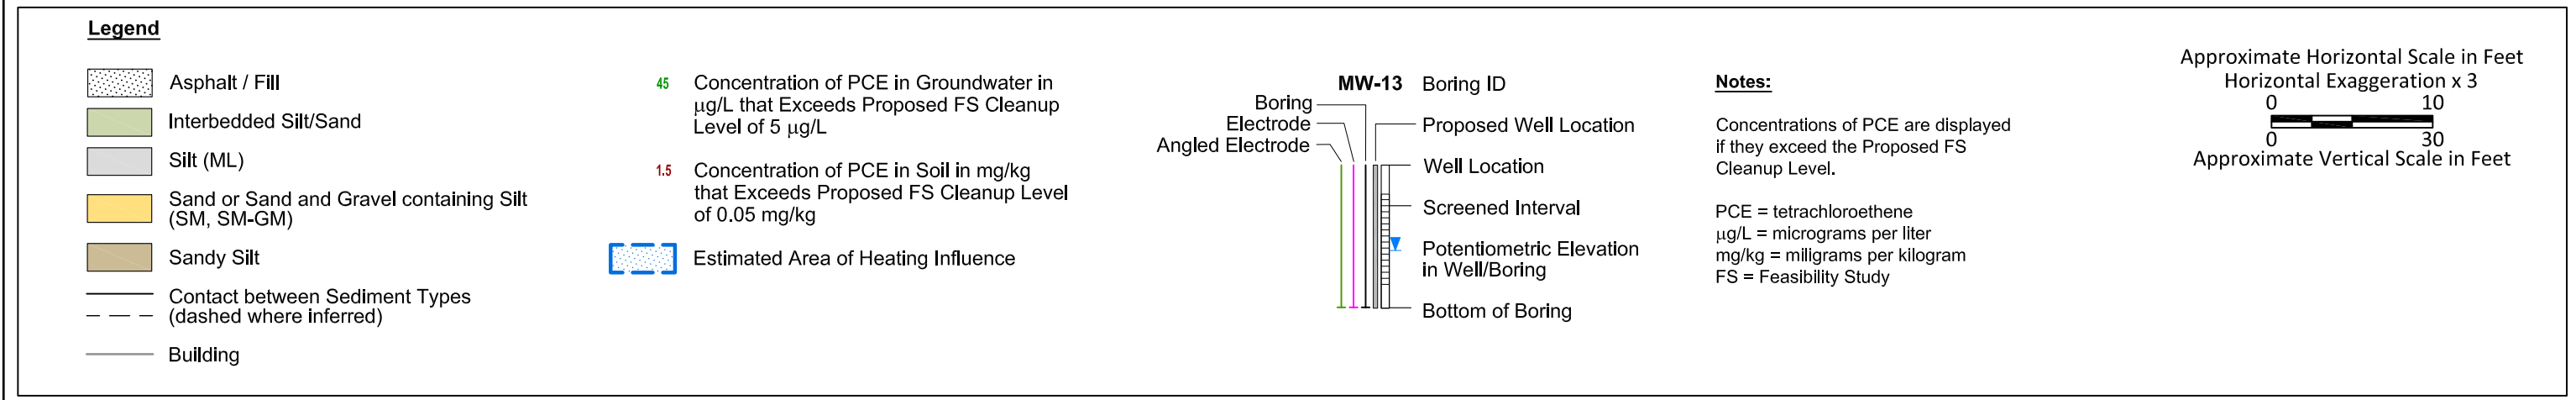 Legend
Asphalt / Fill
Interbedded Silt/Sand
Silt (ML)
Sand or Sand and Gravel containing Silt
(SM, SM-GM)
Sandy Silt
Contact between Sediment Types
(dashed where inferred)
Building
45
Concentration of PCE in Groundwater in
µg/L that Exceeds Proposed FS Cleanup
Level of 5 µg/L
1.5
Concentration of PCE in Soil in mg/kg
that Exceeds Proposed FS Cleanup Level
of 0.05 mg/kg
Estimated Area of Heating Influence
MW-13 Boring ID
Boring
Electrode
Angled Electrode
Proposed Well Location
Well Location
Screened Interval
Potentiometric Elevation
in Well/Boring
Bottom of Boring
Notes:
Concentrations of PCE are displayed
if they exceed the Proposed FS
Cleanup Level.
PCE = tetrachloroethene
µg/L = micrograms per liter
mg/kg = miligrams per kilogram
FS = Feasibility Study
Approximate Horizontal Scale in Feet
Horizontal Exaggeration x 3
0 10
0 30
Approximate Vertical Scale in Feet